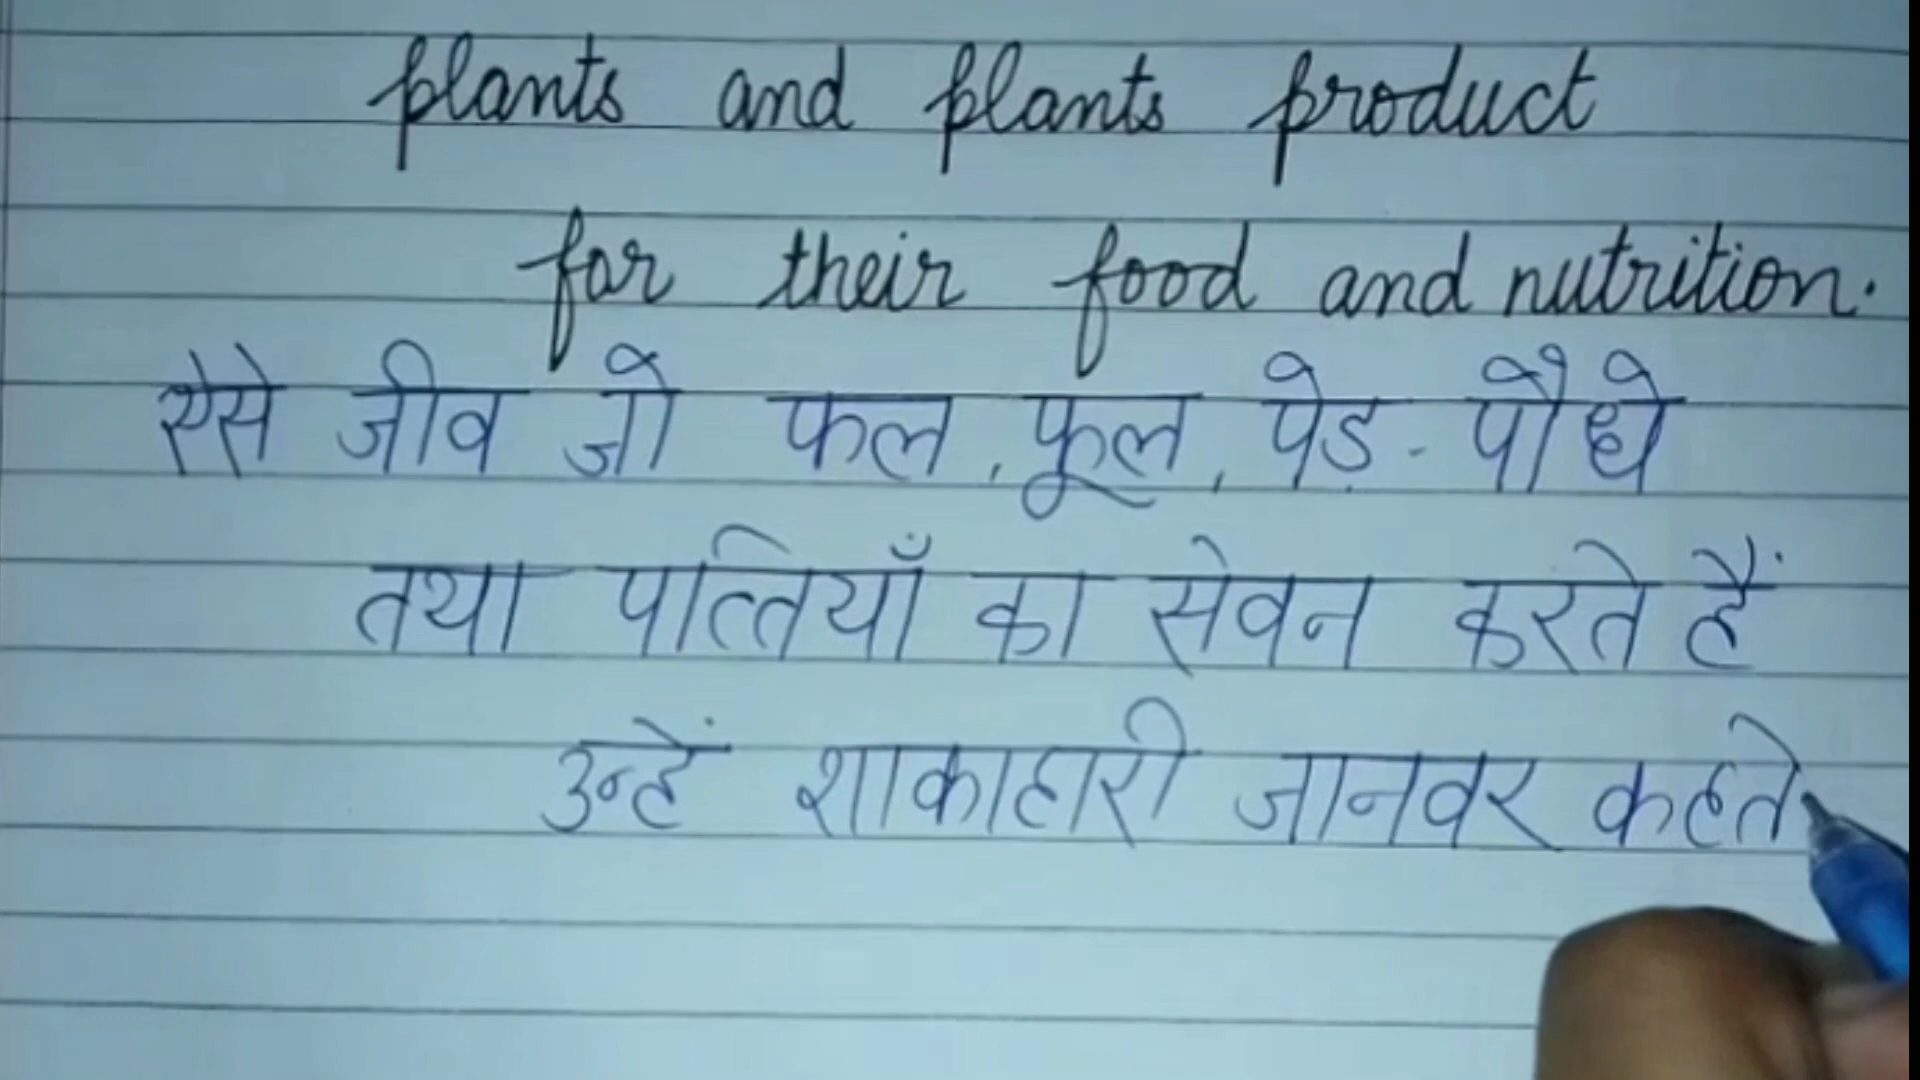 plants and plants product
for their food and nutrition.
ऐसे जीव जो फल, फूल, पेड़-पौधे
तथा पत्तियाँ का सेवन करते हैं
उन्हें शाकाहारी जानवर कहते